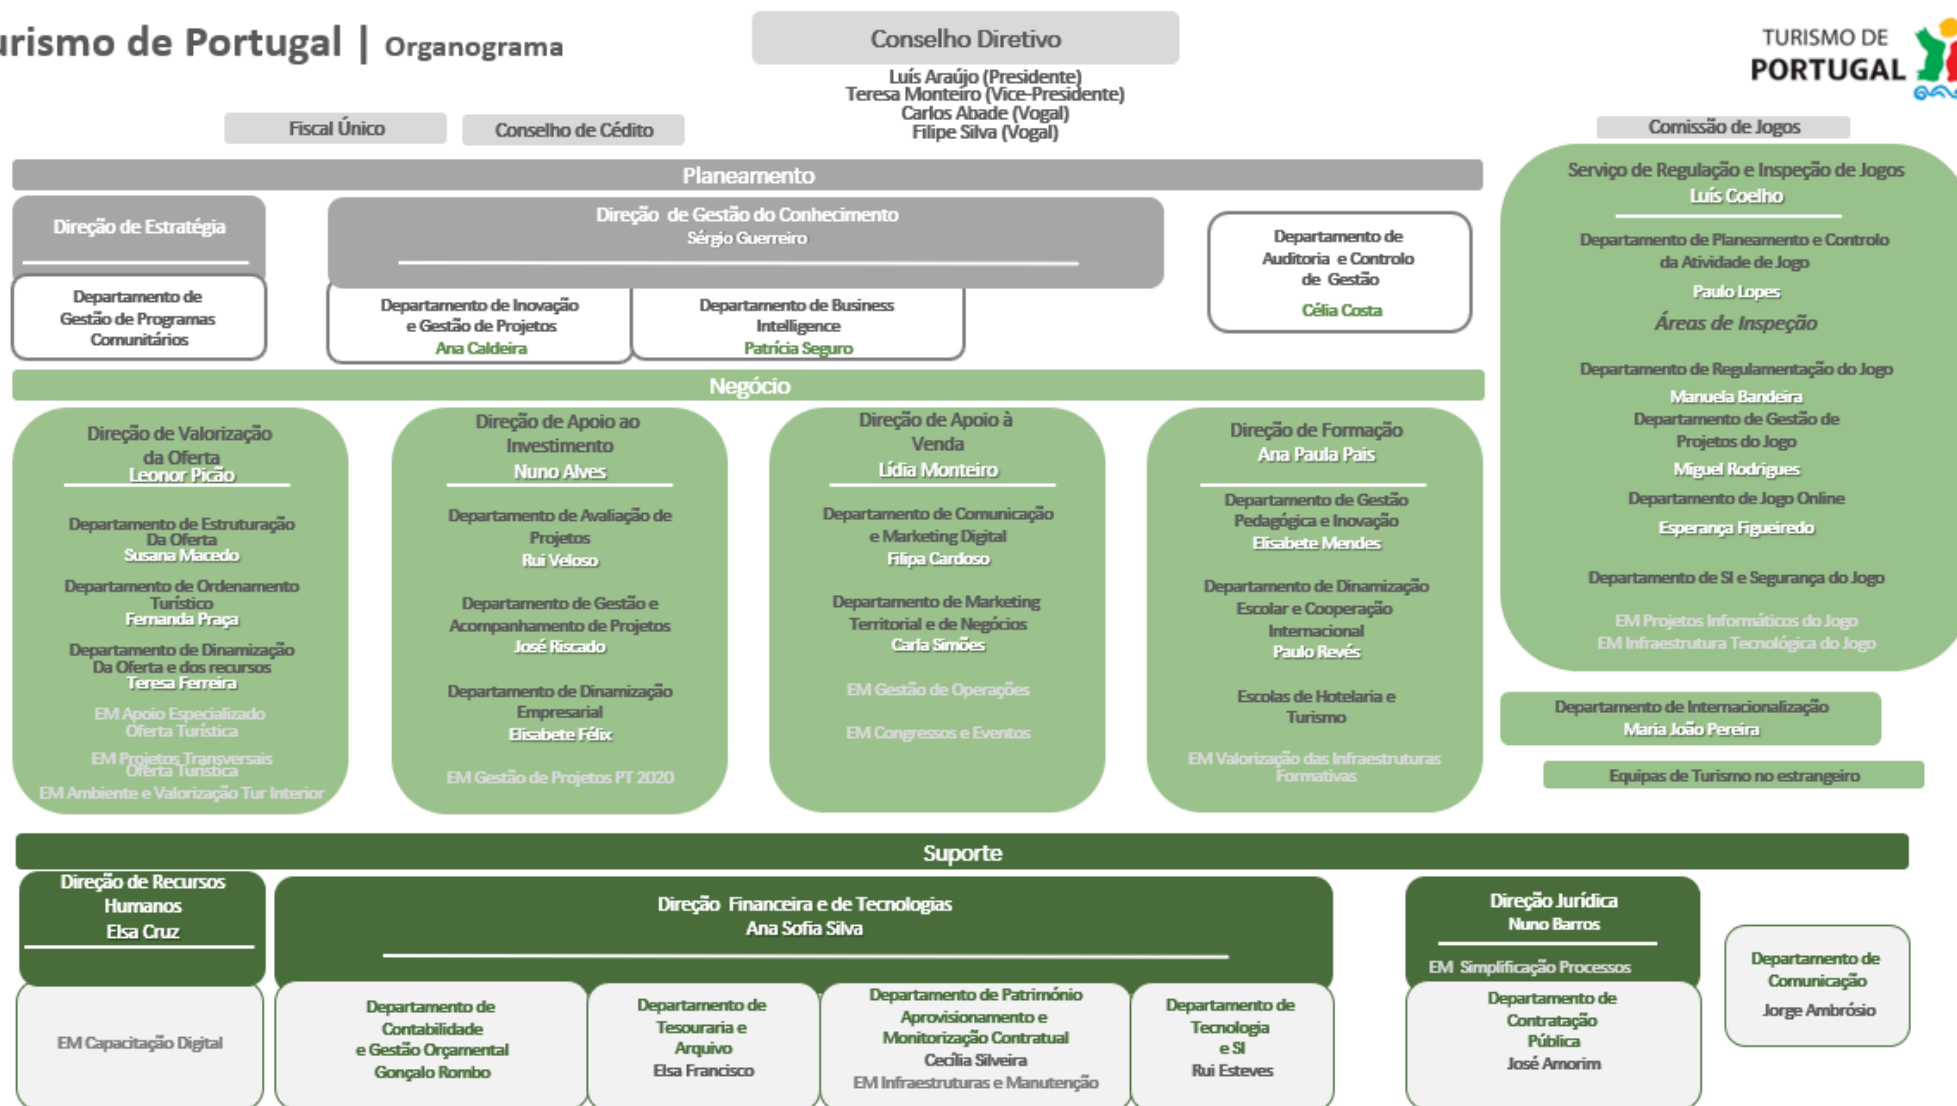 urismo de Portugal | Organograma
Conselho Diretivo
Luís Araújo (Presidente)
Teresa Monteiro (Vice-Presidente)
Carlos Abade (Vogal)
Filipe Silva (Vogal)
TURISMO DE
PORTUGAL
Fiscal Único
Conselho de Crédito
Comissão de Jogos
Planeamento
Direção de Estratégia
Departamento de
Gestão de Programas
Comunitários
Direção de Gestão do Conhecimento
Sérgio Guerreiro
Departamento de Inovação
e Gestão de Projetos
Ana Caldeira
Departamento de Business
Intelligence
Patrícia Seguro
Departamento de
Auditoria e Controlo
de Gestão
Célia Costa
Serviço de Regulação e Inspeção de Jogos
Luís Coelho
Departamento de Planeamento e Controlo
da Atividade de Jogo
Paulo Lopes
Áreas de Inspeção
Departamento de Regulamentação do Jogo
Manuela Bandeira
Departamento de Gestão de
Projetos do Jogo
Miguel Rodrigues
Departamento de Jogo Online
Esperança Figueiredo
Departamento de SI e Segurança do Jogo
EM Projetos Informáticos do Jogo
EM Infraestrutura Tecnológica do Jogo
Negócio
Direção de Valorização
da Oferta
Leonor Picão
Departamento de Estruturação
Da Oferta
Susana Macedo
Departamento de Ordenamento
Turístico
Fernanda Praça
Departamento de Dinamização
Da Oferta e dos recursos
Teresa Ferreira
EM Apoio Especializado
Oferta Turística
EM Projetos Transversais
Oferta Turística
EM Ambiente e Valorização Tur Interior
Direção de Apoio ao
Investimento
Nuno Alves
Departamento de Avaliação de
Projetos
Rui Veloso
Departamento de Gestão e
Acompanhamento de Projetos
José Riscado
Departamento de Dinamização
Empresarial
Elisabete Félix
EM Gestão de Projetos PT 2020
Direção de Apoio à
Venda
Lídia Monteiro
Departamento de Comunicação
e Marketing Digital
Filipa Cardoso
Departamento de Marketing
Territorial e de Negócios
Carla Simões
EM Gestão de Operações
EM Congressos e Eventos
Direção de Formação
Ana Paula Pais
Departamento de Gestão
Pedagógica e Inovação
Elisabete Mendes
Departamento de Dinamização
Escolar e Cooperação
Internacional
Paulo Revés
Escolas de Hotelaria e
Turismo
EM Valorização das Infraestruturas
Formativas
Departamento de Internacionalização
Maria João Pereira
Equipas de Turismo no estrangeiro
Suporte
Direção de Recursos
Humanos
Elsa Cruz
EM Capacitação Digital
Direção Financeira e de Tecnologias
Ana Sofia Silva
Departamento de
Contabilidade
e Gestão Orçamental
Gonçalo Rombo
Departamento de
Tesouraria e
Arquivo
Elsa Francisco
Departamento de Património
Aprovisionamento e
Monitorização Contratual
Cecília Silveira
EM Infraestruturas e Manutenção
Departamento de
Tecnologia
e SI
Rui Esteves
Direção Jurídica
Nuno Barros
EM Simplificação Processos
Departamento de
Contratação
Pública
José Amorim
Departamento de
Comunicação
Jorge Ambrósio